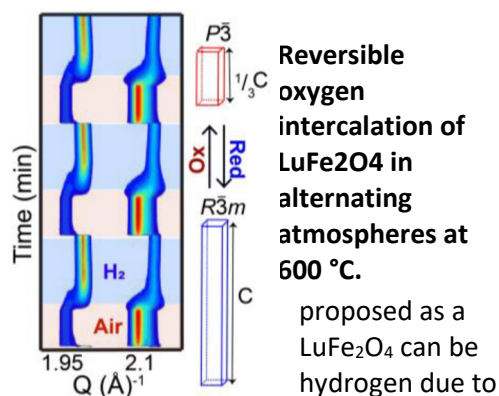 P3̄
1/3C
Ox
Red
R3̄m
C
H₂
Air
Time (min)
1.95
2.1
Q (Å)⁻¹
Reversible
oxygen
intercalation of
LuFe2O4 in
alternating
atmospheres at
600 °C.
proposed as a
LuFe₂O₄ can be
hydrogen due to